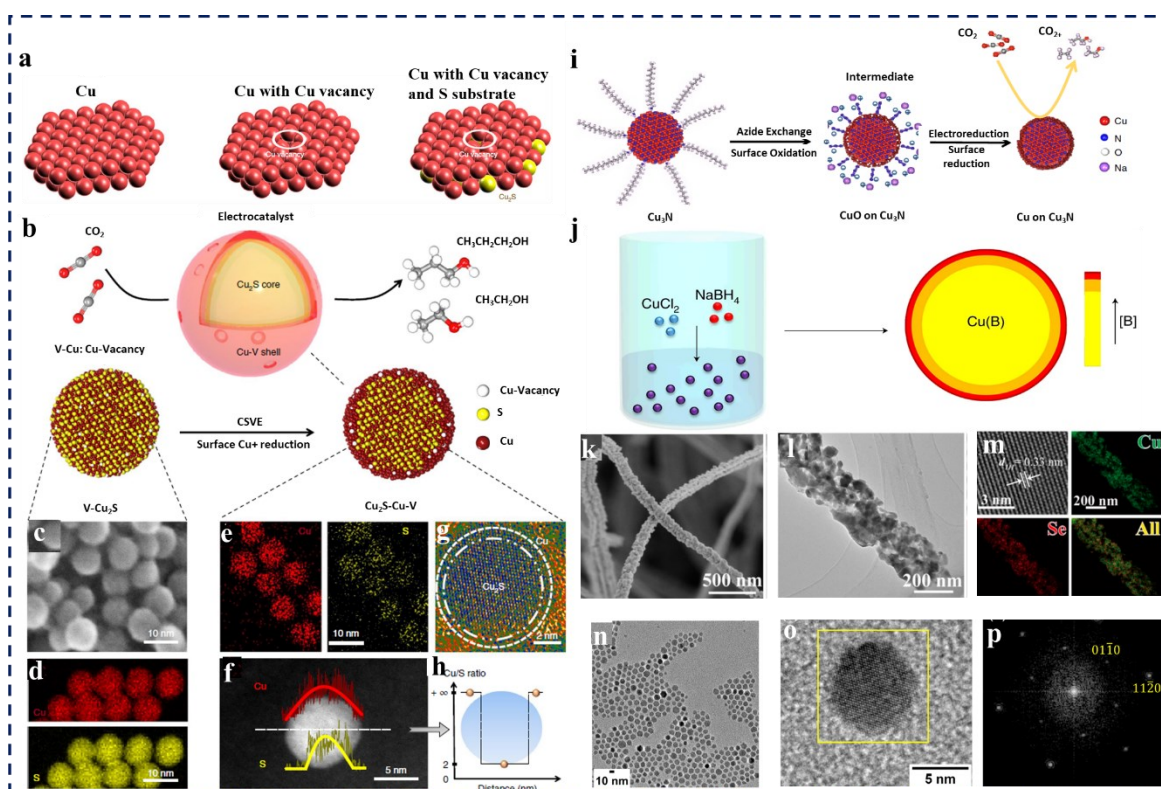 a
Cu
Cu with Cu vacancy
Cu with Cu vacancy
and S substrate
Cu vacancy
Cu vacancy
Cu₂S
b
Electrocatalyst
CO₂
Cu₂S core
Cu-V shell
CH₃CH₂CH₂OH
CH₃CH₂OH
V-Cu: Cu-Vacancy
CSVE
Surface Cu+ reduction
Cu-Vacancy
S
Cu
V-Cu₂S
Cu₂S-Cu-V
c
10 nm
d
Cu
S
10 nm
e
Cu
S
10 nm
f
Cu
S
5 nm
g
Cu
Cu₂S
2 nm
h
Cu/S ratio
+ ∞
2
0
Distance (nm)
i
CO₂
CO₂₊
Intermediate
Azide Exchange
Surface Oxidation
Electroreduction
Surface
reduction
Cu
N
O
Na
Cu₃N
CuO on Cu₃N
Cu on Cu₃N
j
CuCl₂
NaBH₄
Cu(B)
[B]
k
500 nm
l
200 nm
m
= 0.33 nm
3 nm
Cu
200 nm
Se
All
n
10 nm
o
5 nm
p
011̅0
112̅0